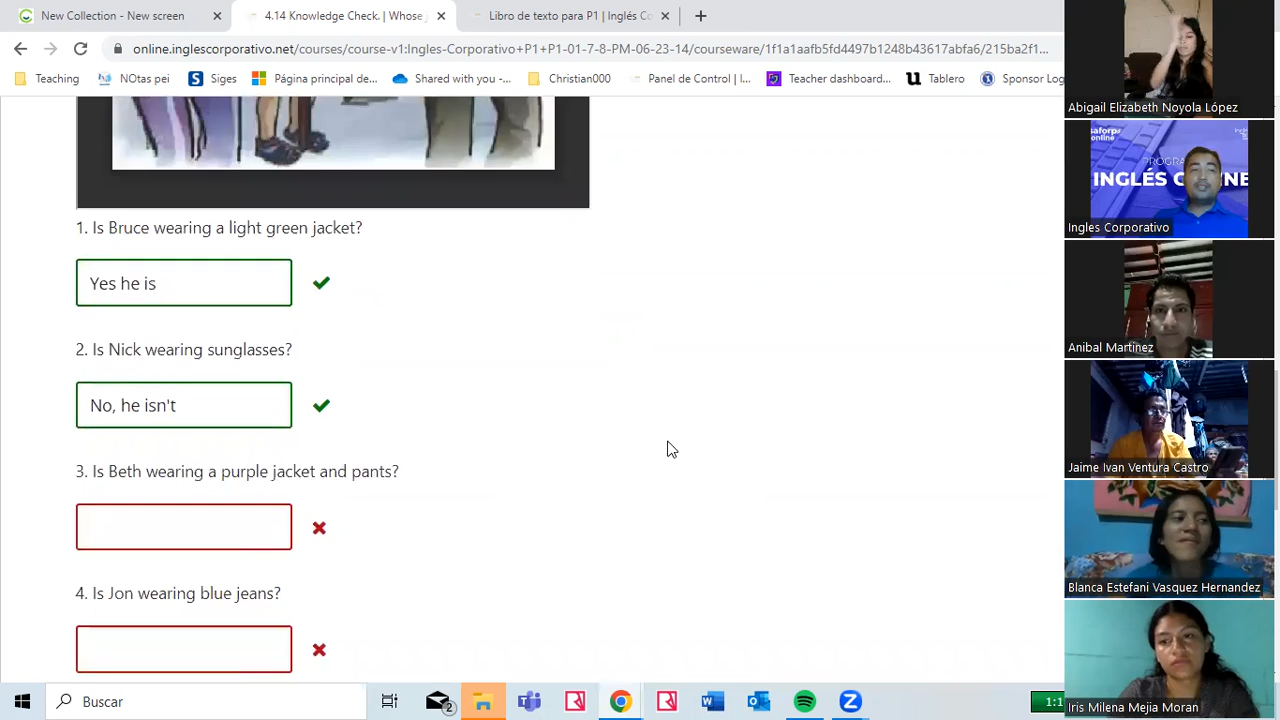 New Collection - New screen
4.14 Knowledge Check. | Whose j
Libro de texto para P1 | Inglés Co
online.inglescorporativo.net/courses/course-v1:Ingles-Corporativo+P1+P1-01-7-8-PM-06-23-14/courseware/1f1a1aafb5fd4497b1248b43617abfa6/215ba2f1...
Teaching
NOtas pei
Siges
Página principal de...
Shared with you -...
Christian000
Panel de Control | I...
Teacher dashboard...
Tablero
Sponsor Log
1. Is Bruce wearing a light green jacket?
Yes he is
2. Is Nick wearing sunglasses?
No, he isn't
3. Is Beth wearing a purple jacket and pants?
4. Is Jon wearing blue jeans?
Buscar
2
1:1
Abigail Elizabeth Noyola López
PROGRA
INGLÉS
Ingles Corporativo
Anibal Martinez
Jaime Ivan Ventura Castro
Blanca Estefani Vasquez Hernandez
Iris Milena Mejia Moran